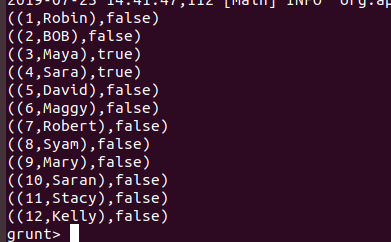 2019-07-23 14:41:47,112 [Main] INFO org.ap
((1,Robin),false)
((2,BOB),false)
((3,Maya),true)
((4,Sara),true)
((5,David),false)
((6,Maggy),false)
((7,Robert),false)
((8,Syam),false)
((9,Mary),false)
((10,Saran),false)
((11,Stacy),false)
((12,Kelly),false)
grunt>